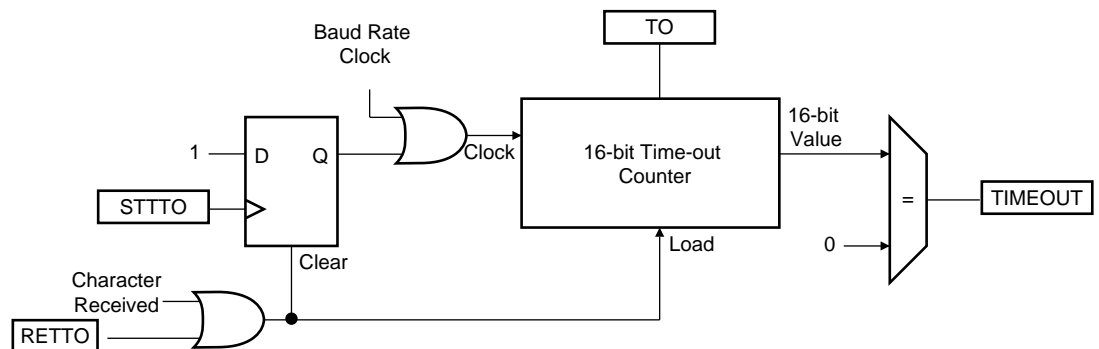 TO
Baud Rate
Clock
16-bit
Value
1
D
Q
Clock
16-bit Time-out
Counter
STTTO
=
TIMEOUT
0
Load
Clear
Character
Received
RETTO